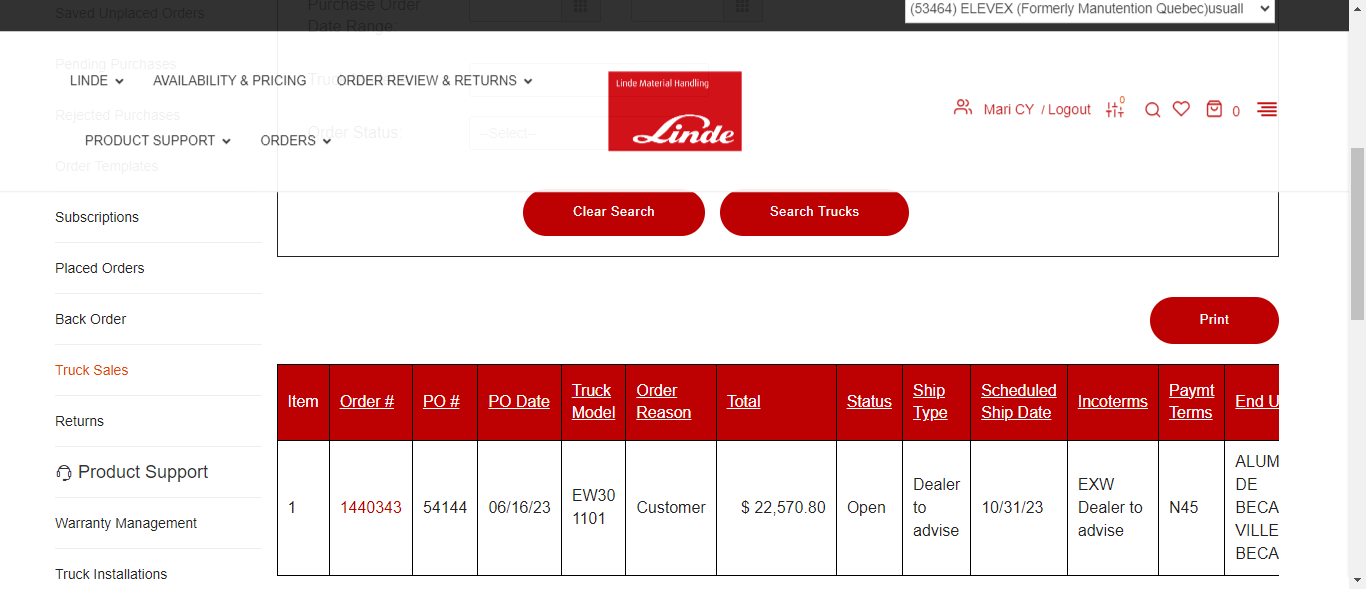 Saved Unplaced Orders
Purchase Order
Date Range:
(53464) ELEVEX (Formerly Manutention Quebec)usuall
Pending Purchases
LINDE
AVAILABILITY & PRICING
ORDER REVIEW & RETURNS
Linde Material Handling
Linde
Mari CY / Logout
0
0
Rejected Purchases
Order Status
--Select--
PRODUCT SUPPORT
ORDERS
Order Templates
Clear Search
Search Trucks
Subscriptions
Placed Orders
Back Order
Truck Sales
Returns
Product Support
Warranty Management
Truck Installations
Print
Item Order # PO # PO Date Truck Model Order Reason Total Status Ship Type Scheduled Ship Date Incoterms Paymt Terms End U
1 1440343 54144 06/16/23 EW30 1101 Customer $ 22,570.80 Open Dealer to advise 10/31/23 EXW Dealer to advise N45 ALUM DE BECA VILLE BECA